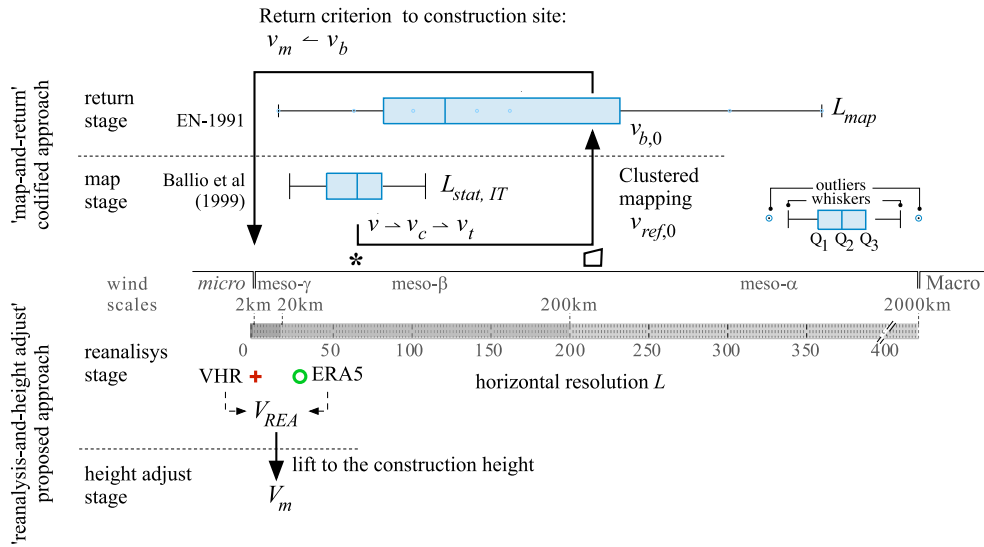 Return criterion to construction site:
v_m ↼ v_b
'map-and-return'
codified approach
return
stage
EN-1991
L_map
v_b,0
map
stage
Ballio et al
(1999)
L_stat, IT
Clustered
mapping
v_ref,0
outliers
whiskers
Q_1 Q_2 Q_3
v ⇀ v_c ⇀ v_t
*
wind
scales
micro meso-γ meso-β meso-α Macro
2km 20km 200km 2000km
'reanalysis-and-height adjust'
proposed approach
reanalisys
stage
0 50 100 150 200 250 300 350 400
VHR ERA5
horizontal resolution L
V_REA
lift to the construction height
height adjust
stage
V_m